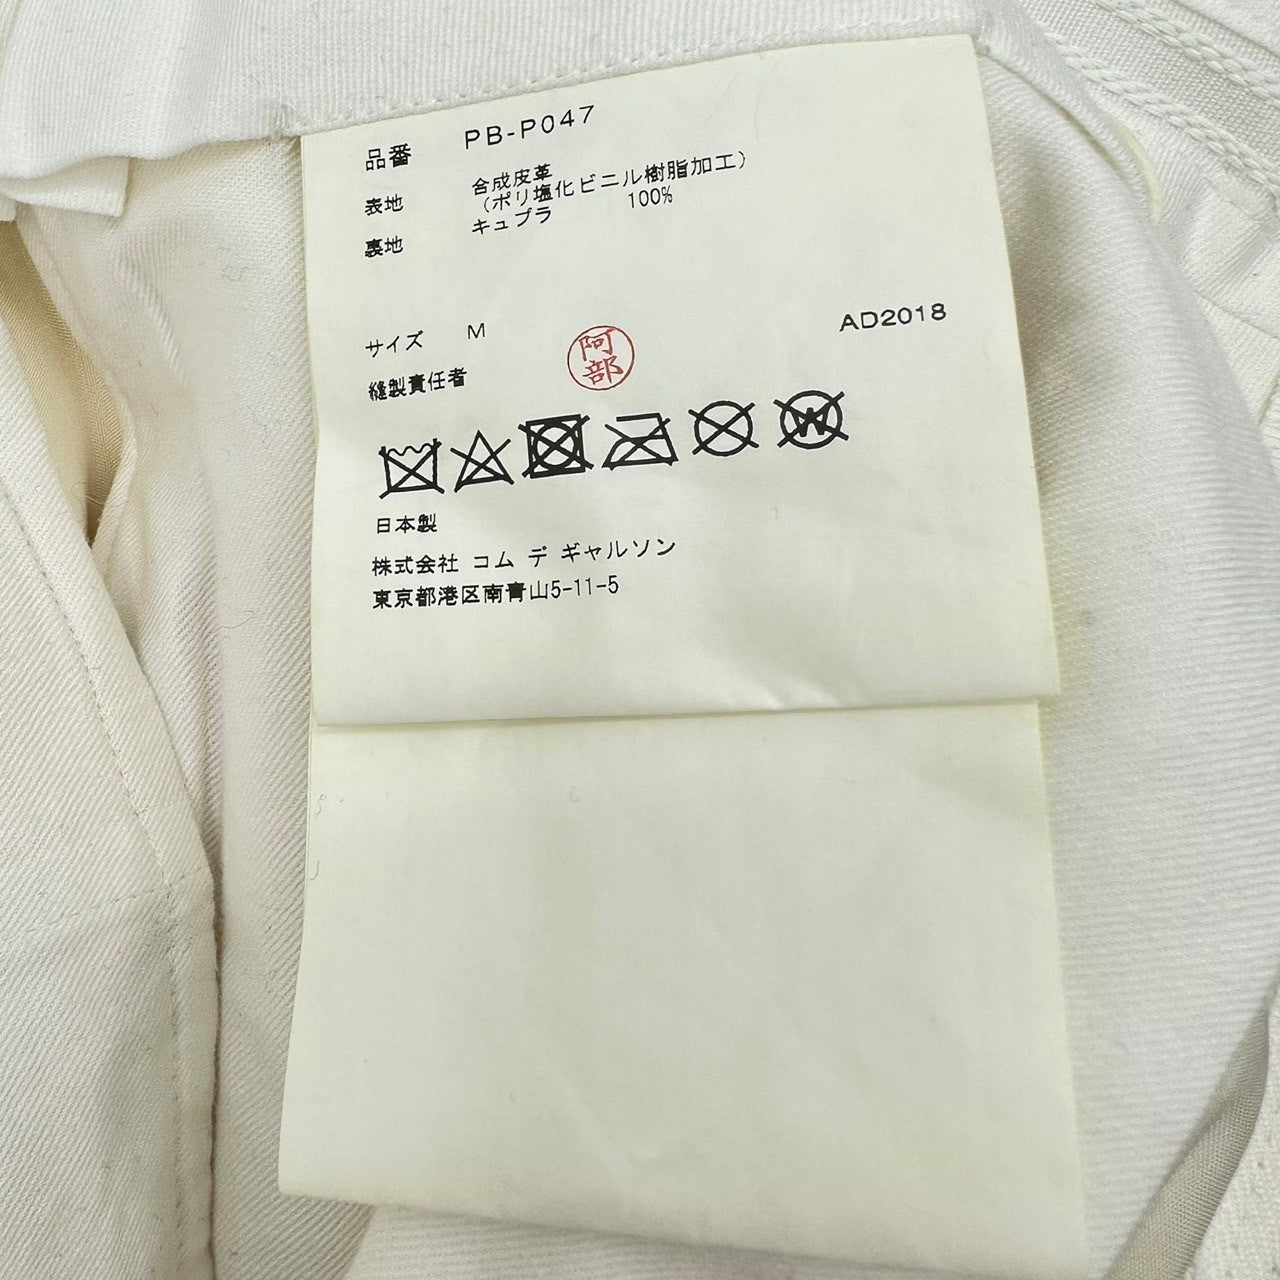 品番 PB-P047
表地 合成皮革
(ポリ塩化ビニル樹脂加工)
裏地 キュプラ 100%
サイズ M AD2018
縫製責任者 阿部
日本製
株式会社 コム デ ギャルソン
東京都港区南青山5-11-5